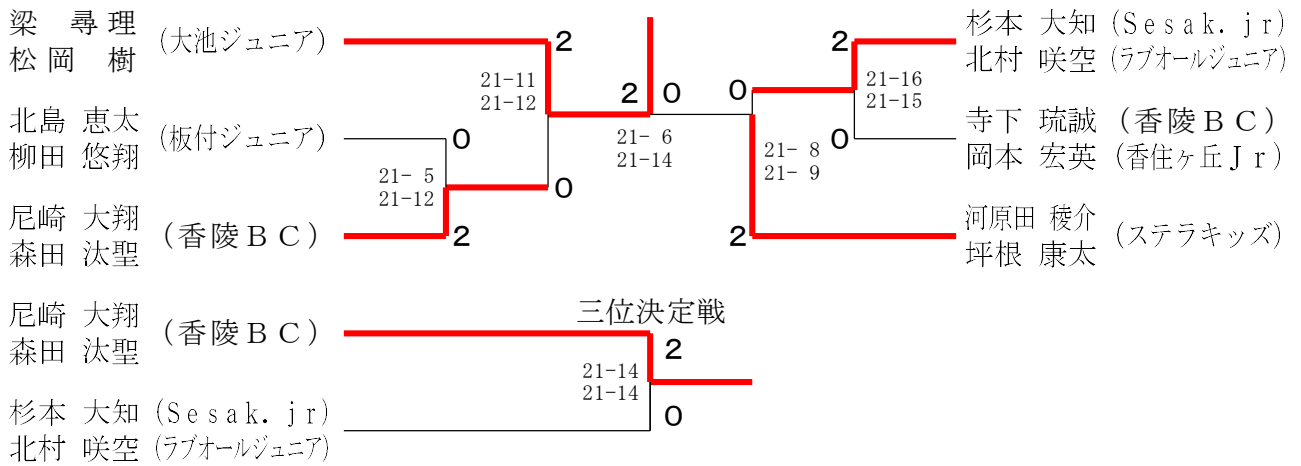 梁 尋理
松岡 樹
(大池ジュニア)
北島 恵太
柳田 悠翔
(板付ジュニア)
尼崎 大翔
森田 汰聖
(香陵BC)
2
21-11
21-12
0
21- 5
21-12
0
2
2
0
21- 6
21-14
0
21- 8
21- 9
2
2
21-16
21-15
0
杉本 大知 (Sesak.jr)
北村 咲空 (ラブオールジュニア)
寺下 琉誠 (香陵BC)
岡本 宏英 (香住ヶ丘Jr)
河原田 稜介
坪根 康太
(ステラキッズ)
三位決定戦
尼崎 大翔
森田 汰聖
(香陵BC)
杉本 大知 (Sesak.jr)
北村 咲空 (ラブオールジュニア)
2
21-14
21-14
0